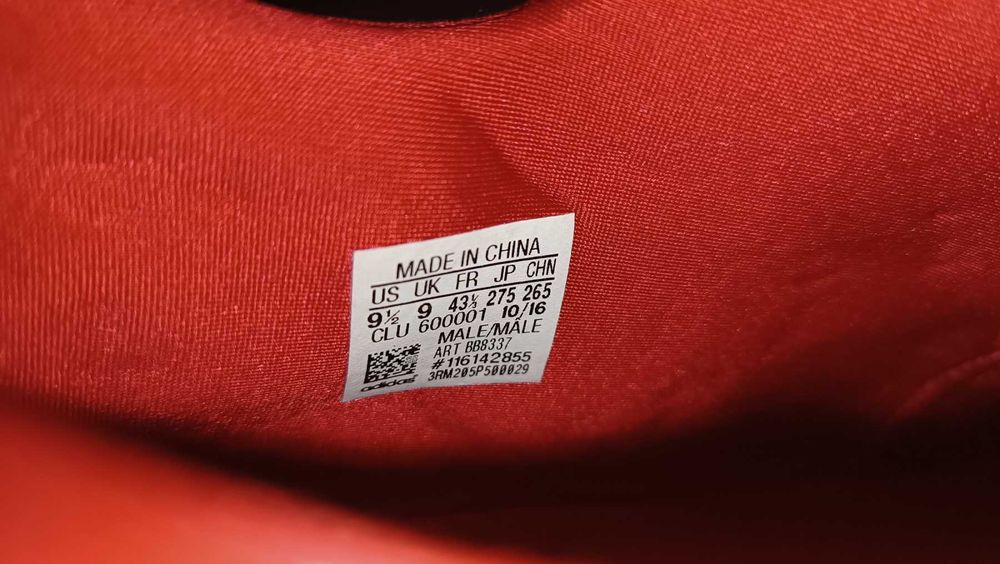 MADE IN CHINA
US UK FR JP CHN
9½ 9 43⅓ 275 265
CLU 600001 10/16
MALE/MÂLE
ART BB8337
#116142855
3RM205P500029
adidas